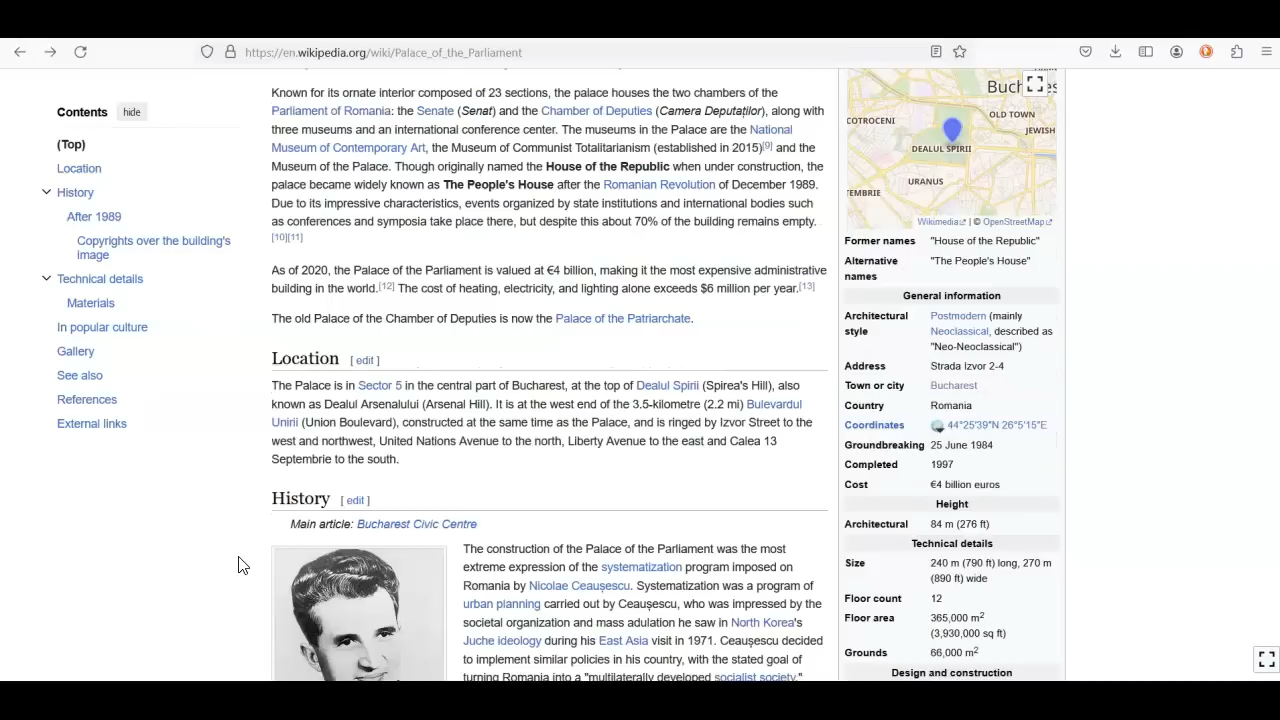 https://en.wikipedia.org/wiki/Palace_of_the_Parliament
Contents hide
(Top)
Location
History
After 1989
Copyrights over the building's
image
Technical details
Materials
In popular culture
Gallery
See also
References
External links
Known for its ornate interior composed of 23 sections, the palace houses the two chambers of the
Parliament of Romania: the Senate (Senat) and the Chamber of Deputies (Camera Deputaților), along with
three museums and an international conference center. The museums in the Palace are the National
Museum of Contemporary Art, the Museum of Communist Totalitarianism (established in 2015)[9] and the
Museum of the Palace. Though originally named the House of the Republic when under construction, the
palace became widely known as The People's House after the Romanian Revolution of December 1989.
Due to its impressive characteristics, events organized by state institutions and international bodies such
as conferences and symposia take place there, but despite this about 70% of the building remains empty.
[10][11]
As of 2020, the Palace of the Parliament is valued at €4 billion, making it the most expensive administrative
building in the world.[12] The cost of heating, electricity, and lighting alone exceeds $6 million per year.[13]
The old Palace of the Chamber of Deputies is now the Palace of the Patriarchate.
Location [ edit ]
The Palace is in Sector 5 in the central part of Bucharest, at the top of Dealul Spirii (Spirea's Hill), also
known as Dealul Arsenalului (Arsenal Hill). It is at the west end of the 3.5-kilometre (2.2 mi) Bulevardul
Unirii (Union Boulevard), constructed at the same time as the Palace, and is ringed by Izvor Street to the
west and northwest, United Nations Avenue to the north, Liberty Avenue to the east and Calea 13
Septembrie to the south.
History [ edit ]
Main article: Bucharest Civic Centre
The construction of the Palace of the Parliament was the most
extreme expression of the systematization program imposed on
Romania by Nicolae Ceaușescu. Systematization was a program of
urban planning carried out by Ceaușescu, who was impressed by the
societal organization and mass adulation he saw in North Korea's
Juche ideology during his East Asia visit in 1971. Ceaușescu decided
to implement similar policies in his country, with the stated goal of
turning Romania into a "multilaterally developed socialist society."
COTROCENI
OLD TOWN
JEWISH
DEALUL SPIRII
URANUS
Wikimedia | © OpenStreetMap
Former names "House of the Republic"
Alternative "The People's House"
names
General information
Architectural Postmodern (mainly
style Neoclassical, described as
"Neo-Neoclassical")
Address Strada Izvor 2-4
Town or city Bucharest
Country Romania
Coordinates 44°25′39″N 26°5′15″E
Groundbreaking 25 June 1984
Completed 1997
Cost €4 billion euros
Height
Architectural 84 m (276 ft)
Technical details
Size 240 m (790 ft) long, 270 m
(890 ft) wide
Floor count 12
Floor area 365,000 m2
(3,930,000 sq ft)
Grounds 66,000 m2
Design and construction